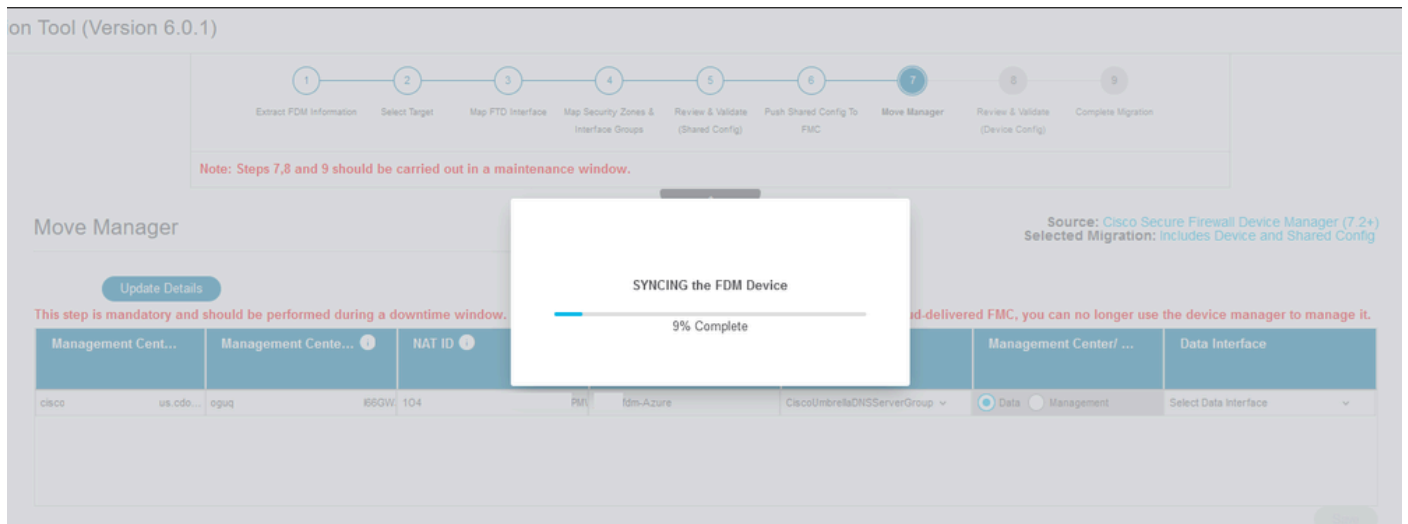 on Tool (Version 6.0.1)
1 2 3 4 5 6 7 8 9
Extract FDM Information Select Target Map FTD Interface Map Security Zones & Review & Validate Push Shared Config To Move Manager Review & Validate Complete Migration
Interface Groups (Shared Config) FMC (Device Config)
Note: Steps 7,8 and 9 should be carried out in a maintenance window.
Move Manager
Source: Cisco Secure Firewall Device Manager (7.2+)
Selected Migration: Includes Device and Shared Config
SYNCING the FDM Device
9% Complete
Update Details
This step is mandatory and should be performed during a downtime window. ud-delivered FMC, you can no longer use the device manager to manage it.
Management Cent... Management Cente... NAT ID Management Center/ ... Data Interface
cisco us.cdo... oguq I66GW 104 PM fdm-Azure CiscoUmbrellaDNSServerGroup Data Management Select Data Interface